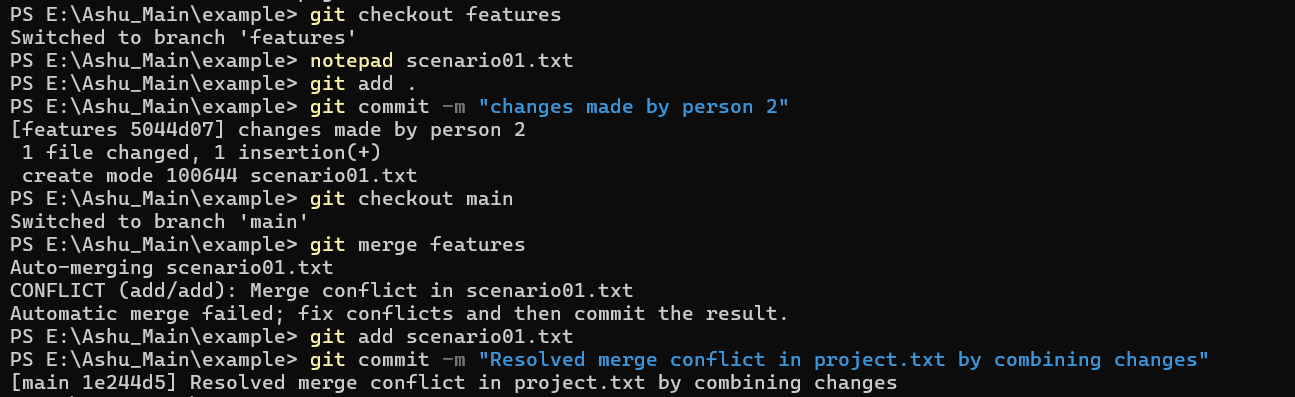 PS E:\Ashu_Main\example> git checkout features
Switched to branch 'features'
PS E:\Ashu_Main\example> notepad scenario01.txt
PS E:\Ashu_Main\example> git add .
PS E:\Ashu_Main\example> git commit -m "changes made by person 2"
[features 5044d07] changes made by person 2
 1 file changed, 1 insertion(+)
 create mode 100644 scenario01.txt
PS E:\Ashu_Main\example> git checkout main
Switched to branch 'main'
PS E:\Ashu_Main\example> git merge features
Auto-merging scenario01.txt
CONFLICT (add/add): Merge conflict in scenario01.txt
Automatic merge failed; fix conflicts and then commit the result.
PS E:\Ashu_Main\example> git add scenario01.txt
PS E:\Ashu_Main\example> git commit -m "Resolved merge conflict in project.txt by combining changes"
[main 1e244d5] Resolved merge conflict in project.txt by combining changes